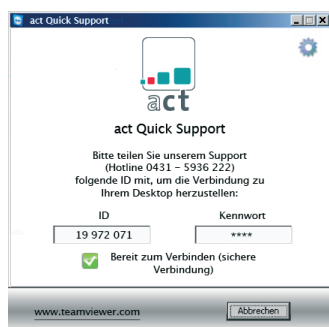 act Quick Support
act
act Quick Support
Bitte teilen Sie unserem Support
(Hotline 0431 – 5936 222)
folgende ID mit, um die Verbindung zu
Ihrem Desktop herzustellen:
ID Kennwort
19 972 071 ****
Bereit zum Verbinden (sichere
Verbindung)
www.teamviewer.com Abbrechen